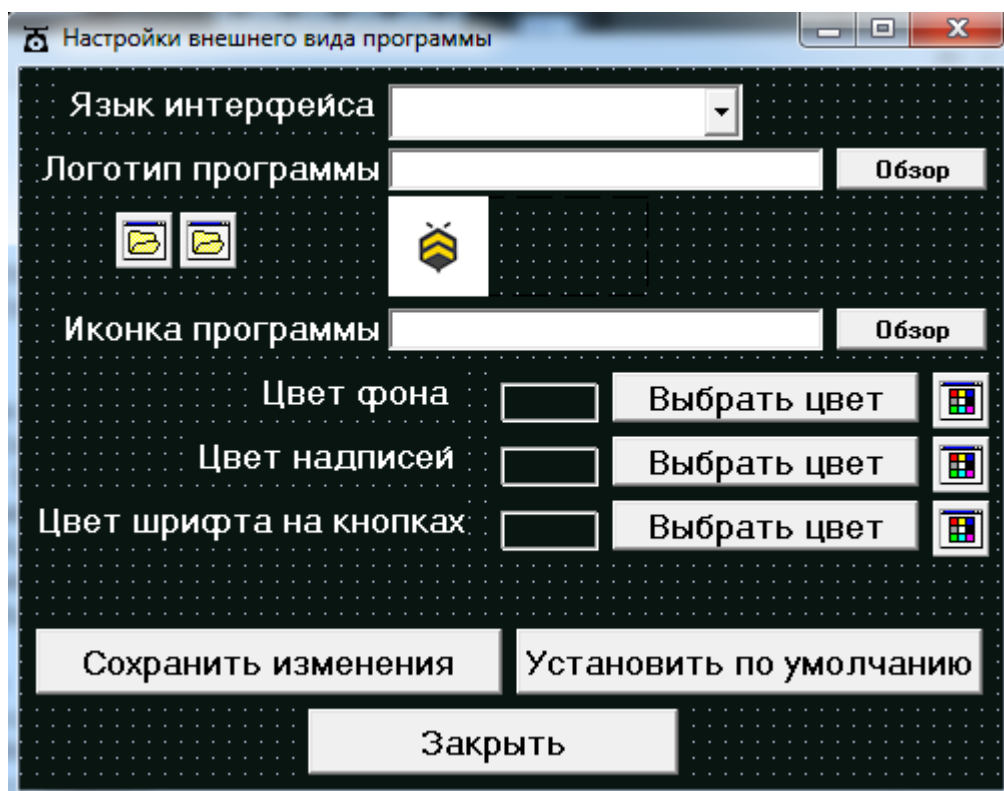 Настройки внешнего вида программы
Язык интерфейса
Логотип программы Обзор
Иконка программы Обзор
Цвет фона Выбрать цвет
Цвет надписей Выбрать цвет
Цвет шрифта на кнопках Выбрать цвет
Сохранить изменения Установить по умолчанию
Закрыть